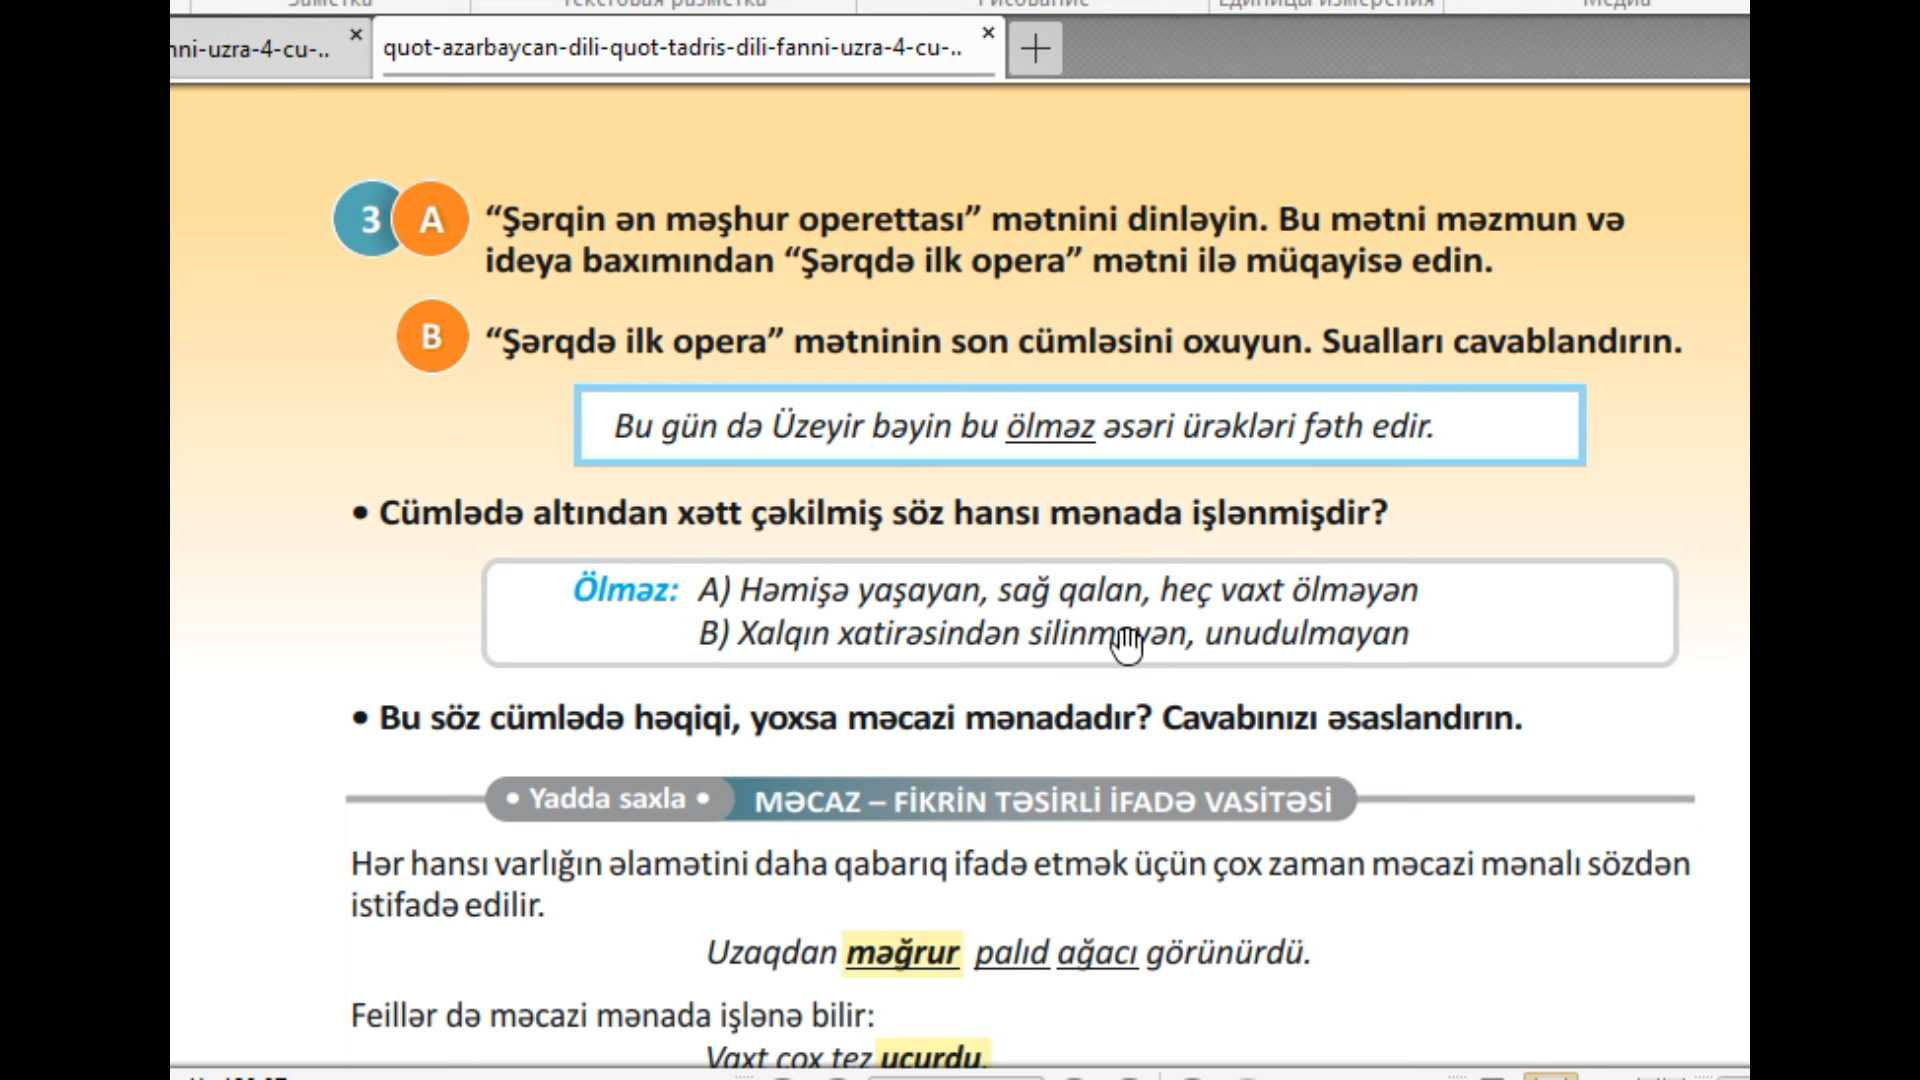 nni-uzra-4-cu-..
quot-azarbaycan-dili-quot-tadris-dili-fanni-uzra-4-cu-..
3 A "Şərqin ən məşhur operettası" mətnini dinləyin. Bu mətni məzmun və
ideya baxımından "Şərqdə ilk opera" mətni ilə müqayisə edin.
B "Şərqdə ilk opera" mətninin son cümləsini oxuyun. Sualları cavablandırın.
Bu gün də Üzeyir bəyin bu ölməz əsəri ürəkləri fəth edir.
• Cümlədə altından xətt çəkilmiş söz hansı mənada işlənmişdir?
Ölməz: A) Həmişə yaşayan, sağ qalan, heç vaxt ölməyən
B) Xalqın xatirəsindən silinməyən, unudulmayan
• Bu söz cümlədə həqiqi, yoxsa məcazi mənadadır? Cavabınızı əsaslandırın.
• Yadda saxla • MƏCAZ – FİKRİN TƏSİRLİ İFADƏ VASİTƏSİ
Hər hansı varlığın əlamətini daha qabarıq ifadə etmək üçün çox zaman məcazi mənalı sözdən
istifadə edilir.
Uzaqdan məğrur palıd ağacı görünürdü.
Feillər də məcazi mənada işlənə bilir:
Vaxt çox tez uçurdu.